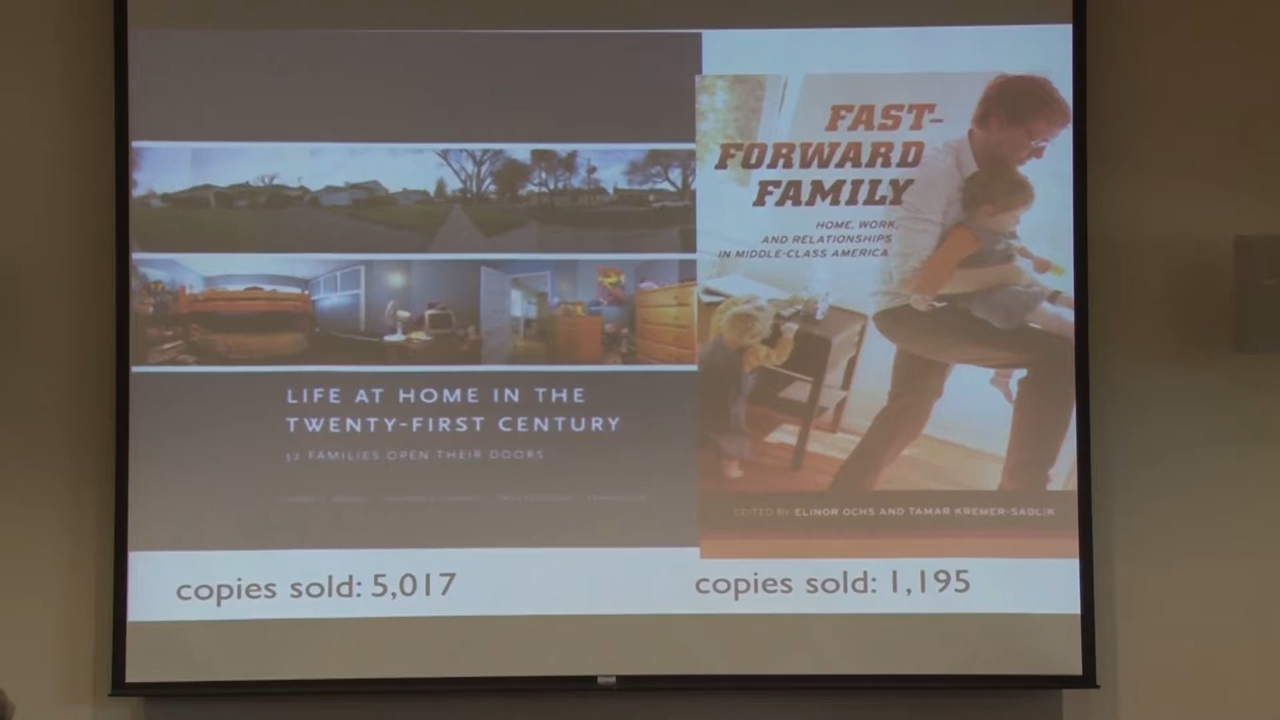 LIFE AT HOME IN THE
TWENTY-FIRST CENTURY
32 FAMILIES OPEN THEIR DOORS
copies sold: 5,017
FAST-
FORWARD
FAMILY
HOME, WORK,
AND RELATIONSHIPS
IN MIDDLE-CLASS AMERICA
EDITED BY ELINOR OCHS AND TAMAR KREMER-SADLIK
copies sold: 1,195